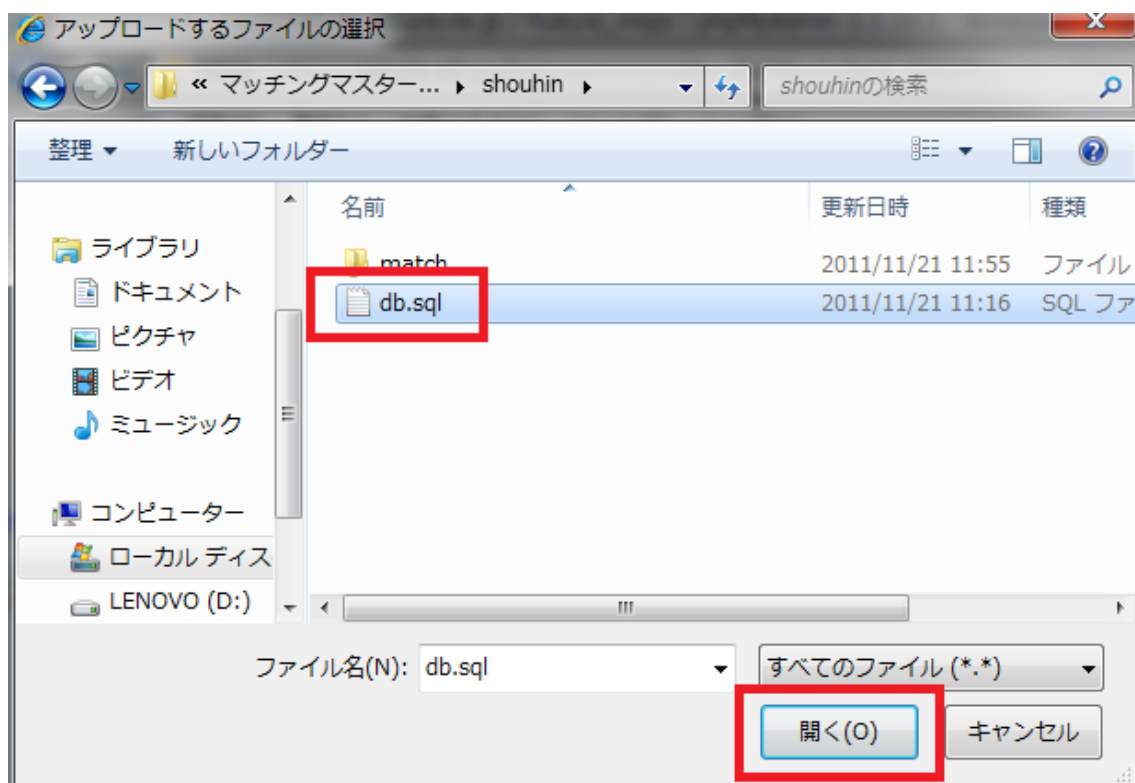 アップロードするファイルの選択
« マッチングマスター... ▸ shouhin ▸
shouhinの検索
整理 ▼ 新しいフォルダー
名前 更新日時 種類
ライブラリ
match 2011/11/21 11:55 ファイル
ドキュメント
db.sql 2011/11/21 11:16 SQL ファ
ピクチャ
ビデオ
ミュージック
コンピューター
ローカル ディス
LENOVO (D:)
ファイル名(N): db.sql すべてのファイル (*.*)
開く(O) キャンセル